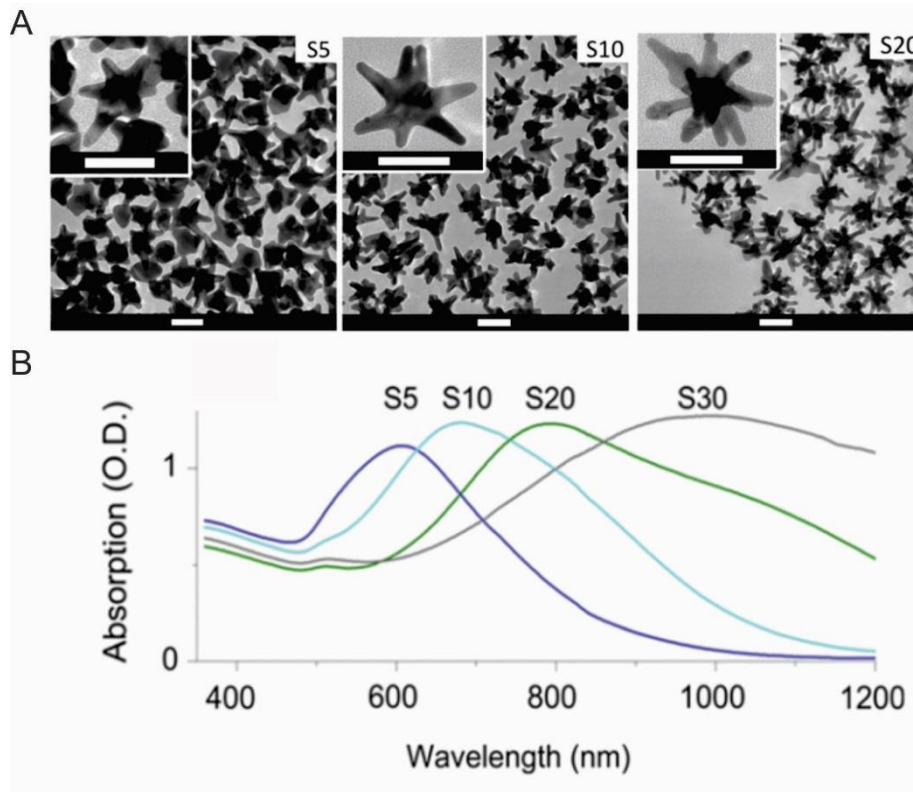 A
S5
S10
S20
B
S5 S10 S20 S30
Absorption (O.D.)
1
0
400 600 800 1000 1200
Wavelength (nm)